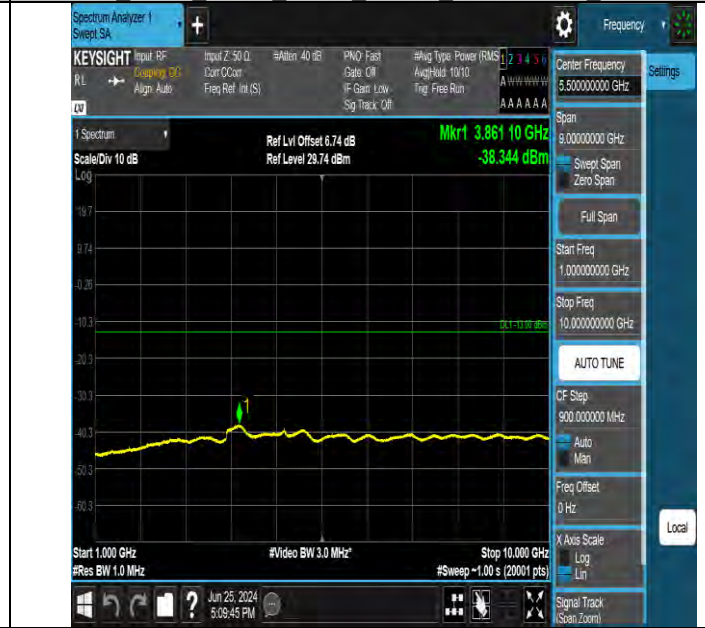 Spectrum Analyzer 1
Swept SA
Frequency
KEYSIGHT
RL
Input: RF
Coupling: DC
Align: Auto
Input Z: 50 Ω
Corr CCorr
Freq Ref: Int (S)
#Atten: 40 dB
PNO: Fast
Gate: Off
IF Gain: Low
Sig Track: Off
#Avg Type: Power (RMS
Avg|Hold: 10/10
Trig: Free Run
1 2 3 4 5 6
A W W W W W
A A A A A A
LXI
1 Spectrum
Scale/Div 10 dB
Log
Ref Lvl Offset 6.74 dB
Ref Level 29.74 dBm
Mkr1 3.861 10 GHz
-38.344 dBm
19.7
9.74
-0.26
-10.3
-20.3
-30.3
-40.3
-50.3
-60.3
DL1 -13.00 dBm
1
Start 1.000 GHz
#Res BW 1.0 MHz
#Video BW 3.0 MHz*
Stop 10.000 GHz
#Sweep ~1.00 s (20001 pts)
Jun 25, 2024
5:09:45 PM
Center Frequency
5.500000000 GHz
Settings
Span
9.00000000 GHz
Swept Span
Zero Span
Full Span
Start Freq
1.000000000 GHz
Stop Freq
10.000000000 GHz
AUTO TUNE
CF Step
900.000000 MHz
Auto
Man
Freq Offset
0 Hz
X Axis Scale
Log
Lin
Local
Signal Track
(Span Zoom)